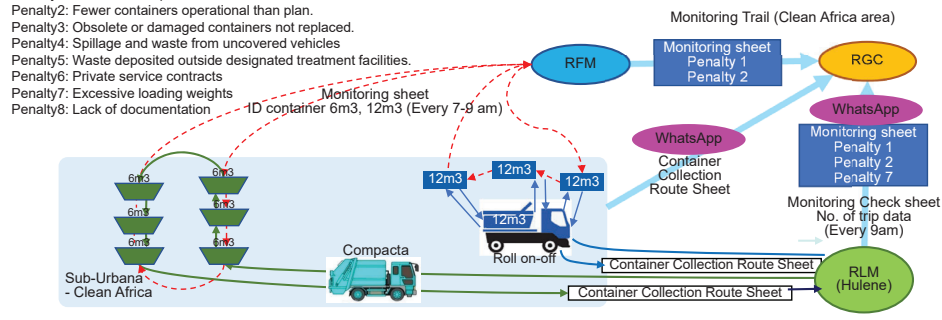 Penalty2: Fewer containers operational than plan.
Penalty3: Obsolete or damaged containers not replaced.
Penalty4: Spillage and waste from uncovered vehicles
Penalty5: Waste deposited outside designated treatment facilities.
Penalty6: Private service contracts
Penalty7: Excessive loading weights
Penalty8: Lack of documentation
Monitoring sheet
ID container 6m3, 12m3 (Every 7-9 am)
Monitoring Trail (Clean Africa area)
RFM
Monitoring sheet
Penalty 1
Penalty 2
RGC
WhatsApp
Container
Collection
Route Sheet
WhatsApp
Monitoring sheet
Penalty 1
Penalty 2
Penalty 7
Monitoring Check sheet
No. of trip data
(Every 9am)
6m3
6m3
6m3
6m3
6m3
6m3
12m3
12m3
12m3
12m3
Roll on-off
Compacta
Sub-Urbana
- Clean Africa
Container Collection Route Sheet
Container Collection Route Sheet
RLM
(Hulene)